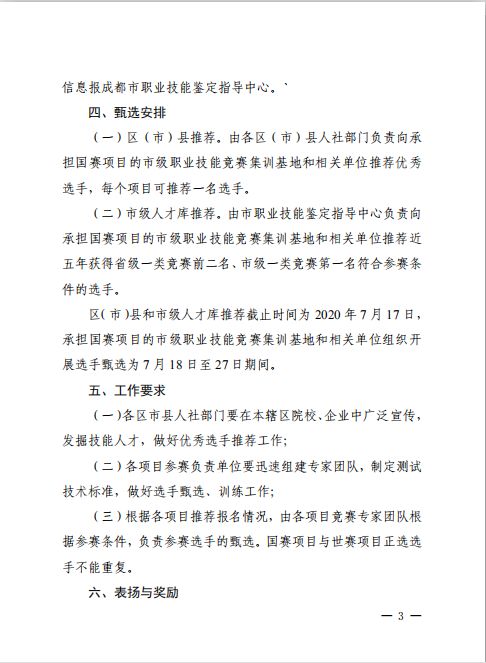 信息报成都市职业技能鉴定指导中心。`
四、甄选安排
（一）区（市）县推荐。由各区（市）县人社部门负责向承
担国赛项目的市级职业技能竞赛集训基地和相关单位推荐优秀
选手，每个项目可推荐一名选手。
（二）市级人才库推荐。由市职业技能鉴定指导中心负责向
承担国赛项目的市级职业技能竞赛集训基地和相关单位推荐近
五年获得省级一类竞赛前二名、市级一类竞赛第一名符合参赛条
件的选手。
区（市）县和市级人才库推荐截止时间为 2020 年 7 月 17 日，
承担国赛项目的市级职业技能竞赛集训基地和相关单位组织开
展选手甄选为 7 月 18 日至 27 日期间。
五、工作要求
（一）各区市县人社部门要在本辖区院校、企业中广泛宣传，
发掘技能人才，做好优秀选手推荐工作；
（二）各项目参赛负责单位要迅速组建专家团队，制定测试
技术标准，做好选手甄选、训练工作；
（三）根据各项目推荐报名情况，由各项目竞赛专家团队根
据参赛条件，负责参赛选手的甄选。国赛项目与世赛项目正选选
手不能重复。
六、表扬与奖励
— 3 —